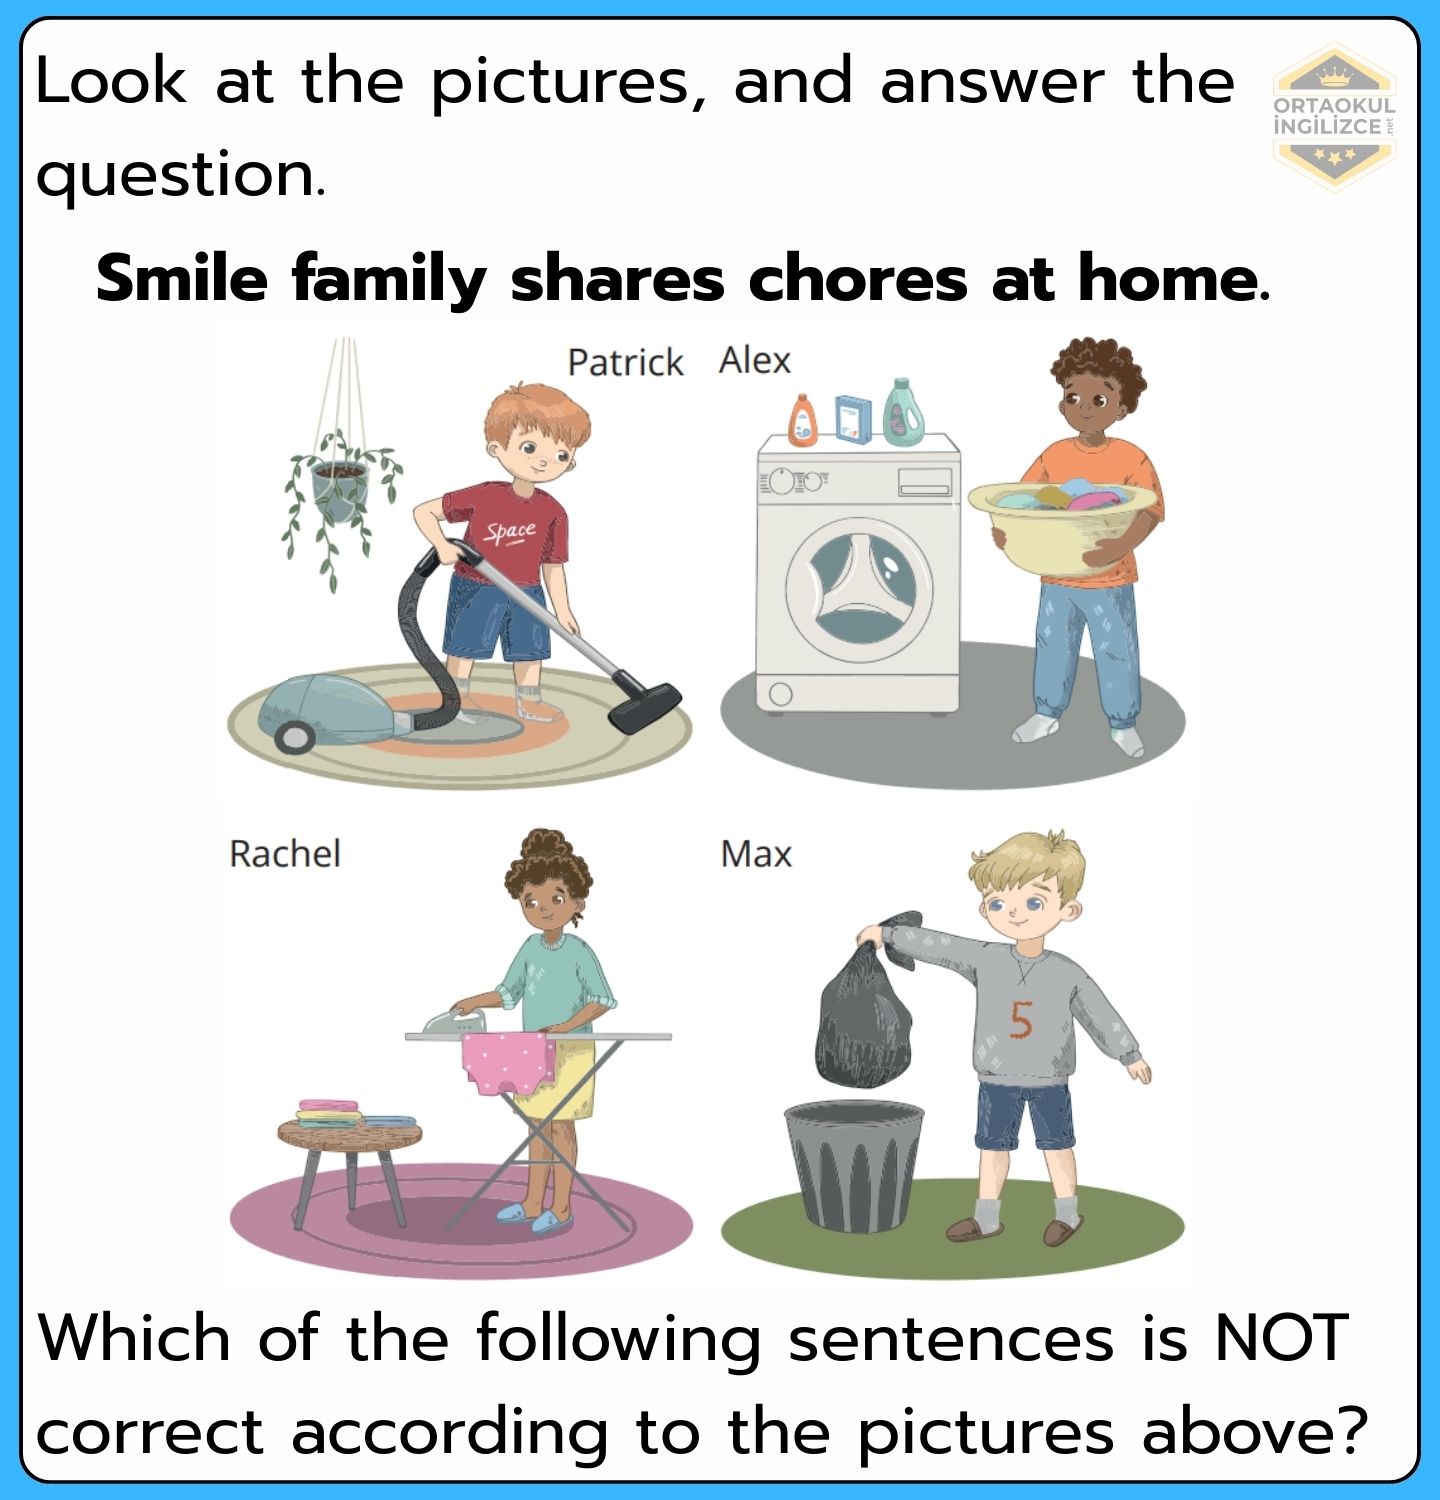 Look at the pictures, and answer the
question.
ORTAOKUL
İNGİLİZCE
.net
Smile family shares chores at home.
Patrick
Alex
Space
Rachel
Max
5
Which of the following sentences is NOT
correct according to the pictures above?